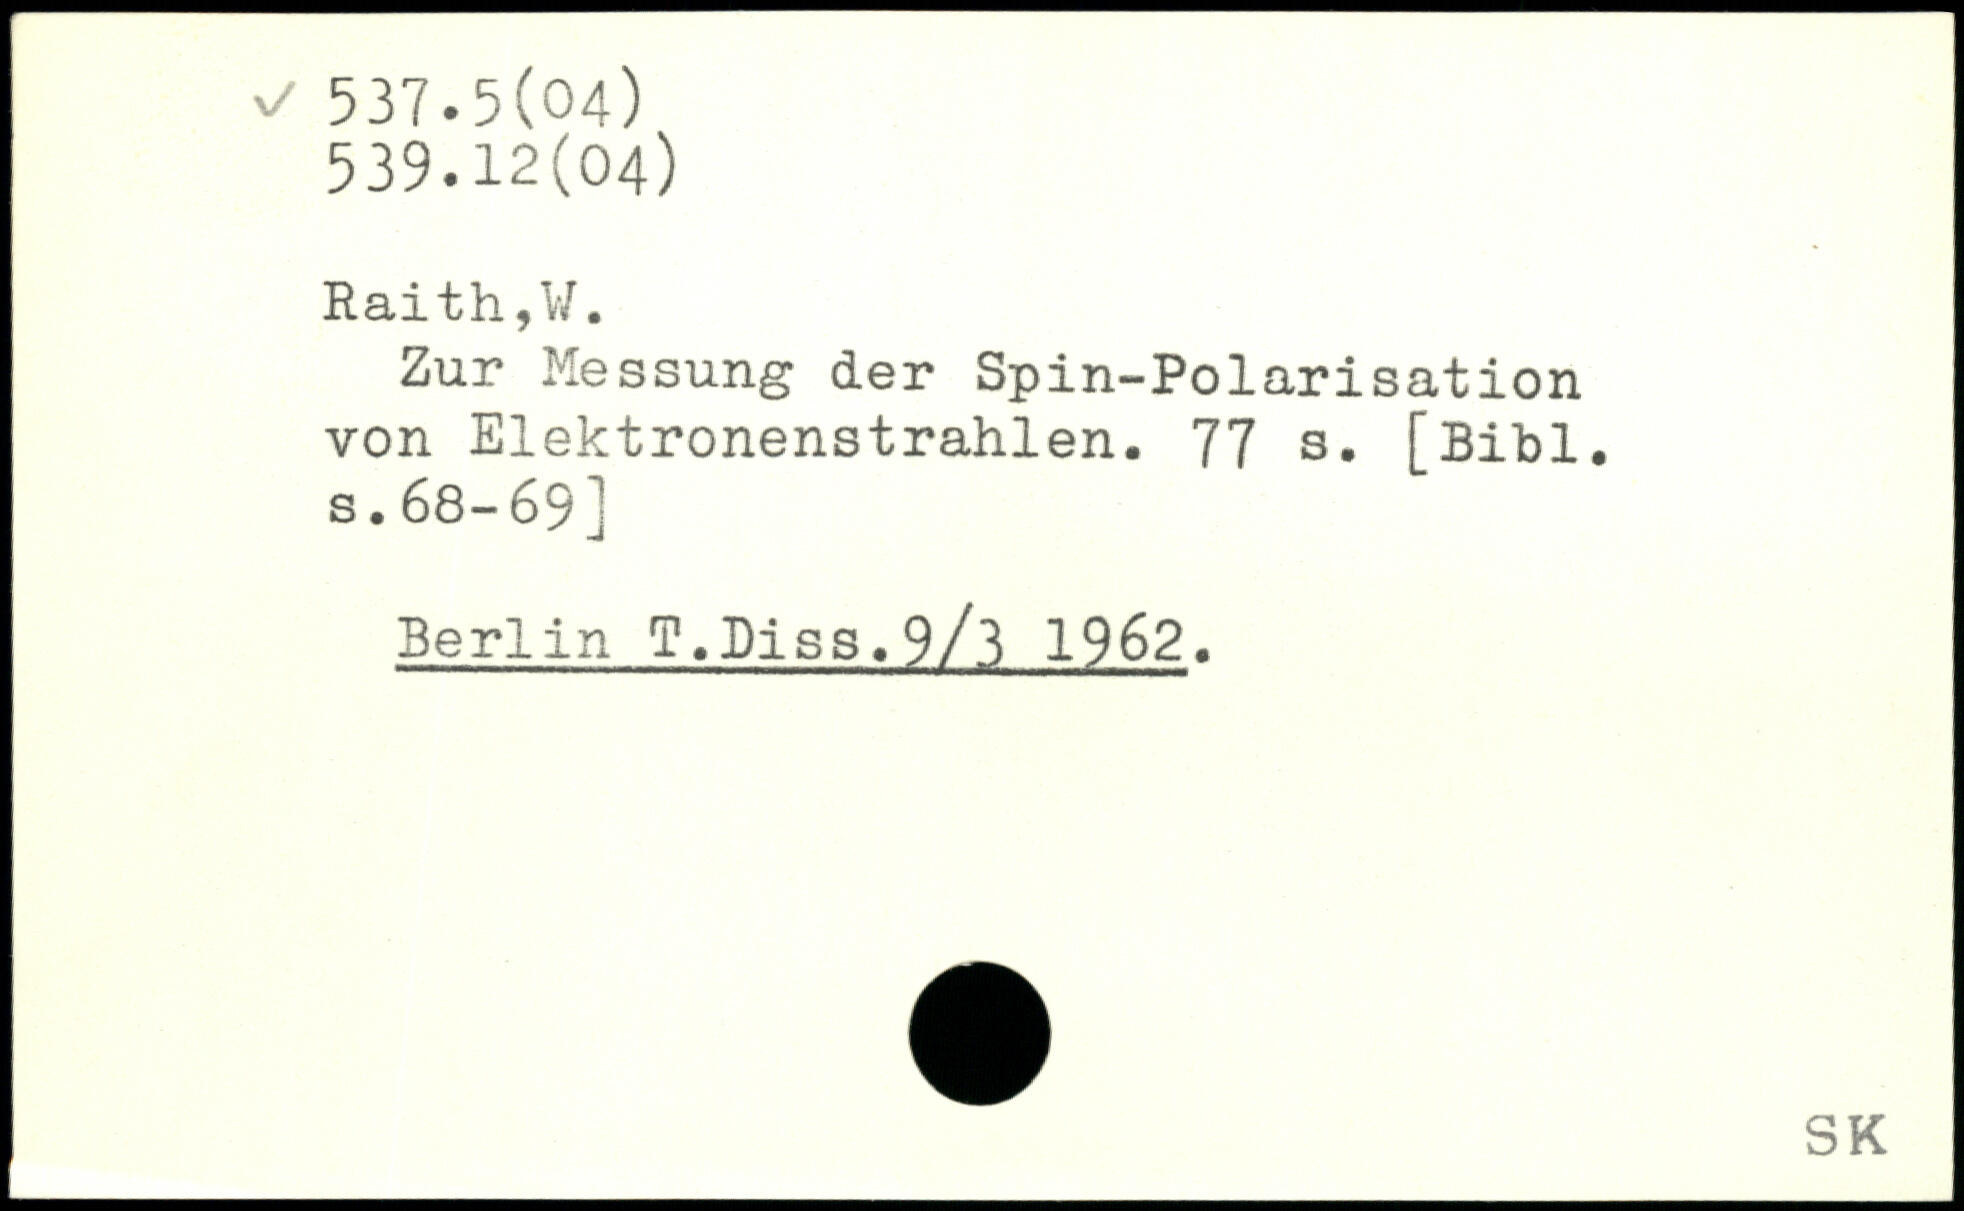 ✓ 537.5(04)
539.12(04)
Raith,W.
Zur Messung der Spin-Polarisation
von Elektronenstrahlen. 77 s. [Bibl.
s.68-69]
Berlin T.Diss.9/3 1962.
SK